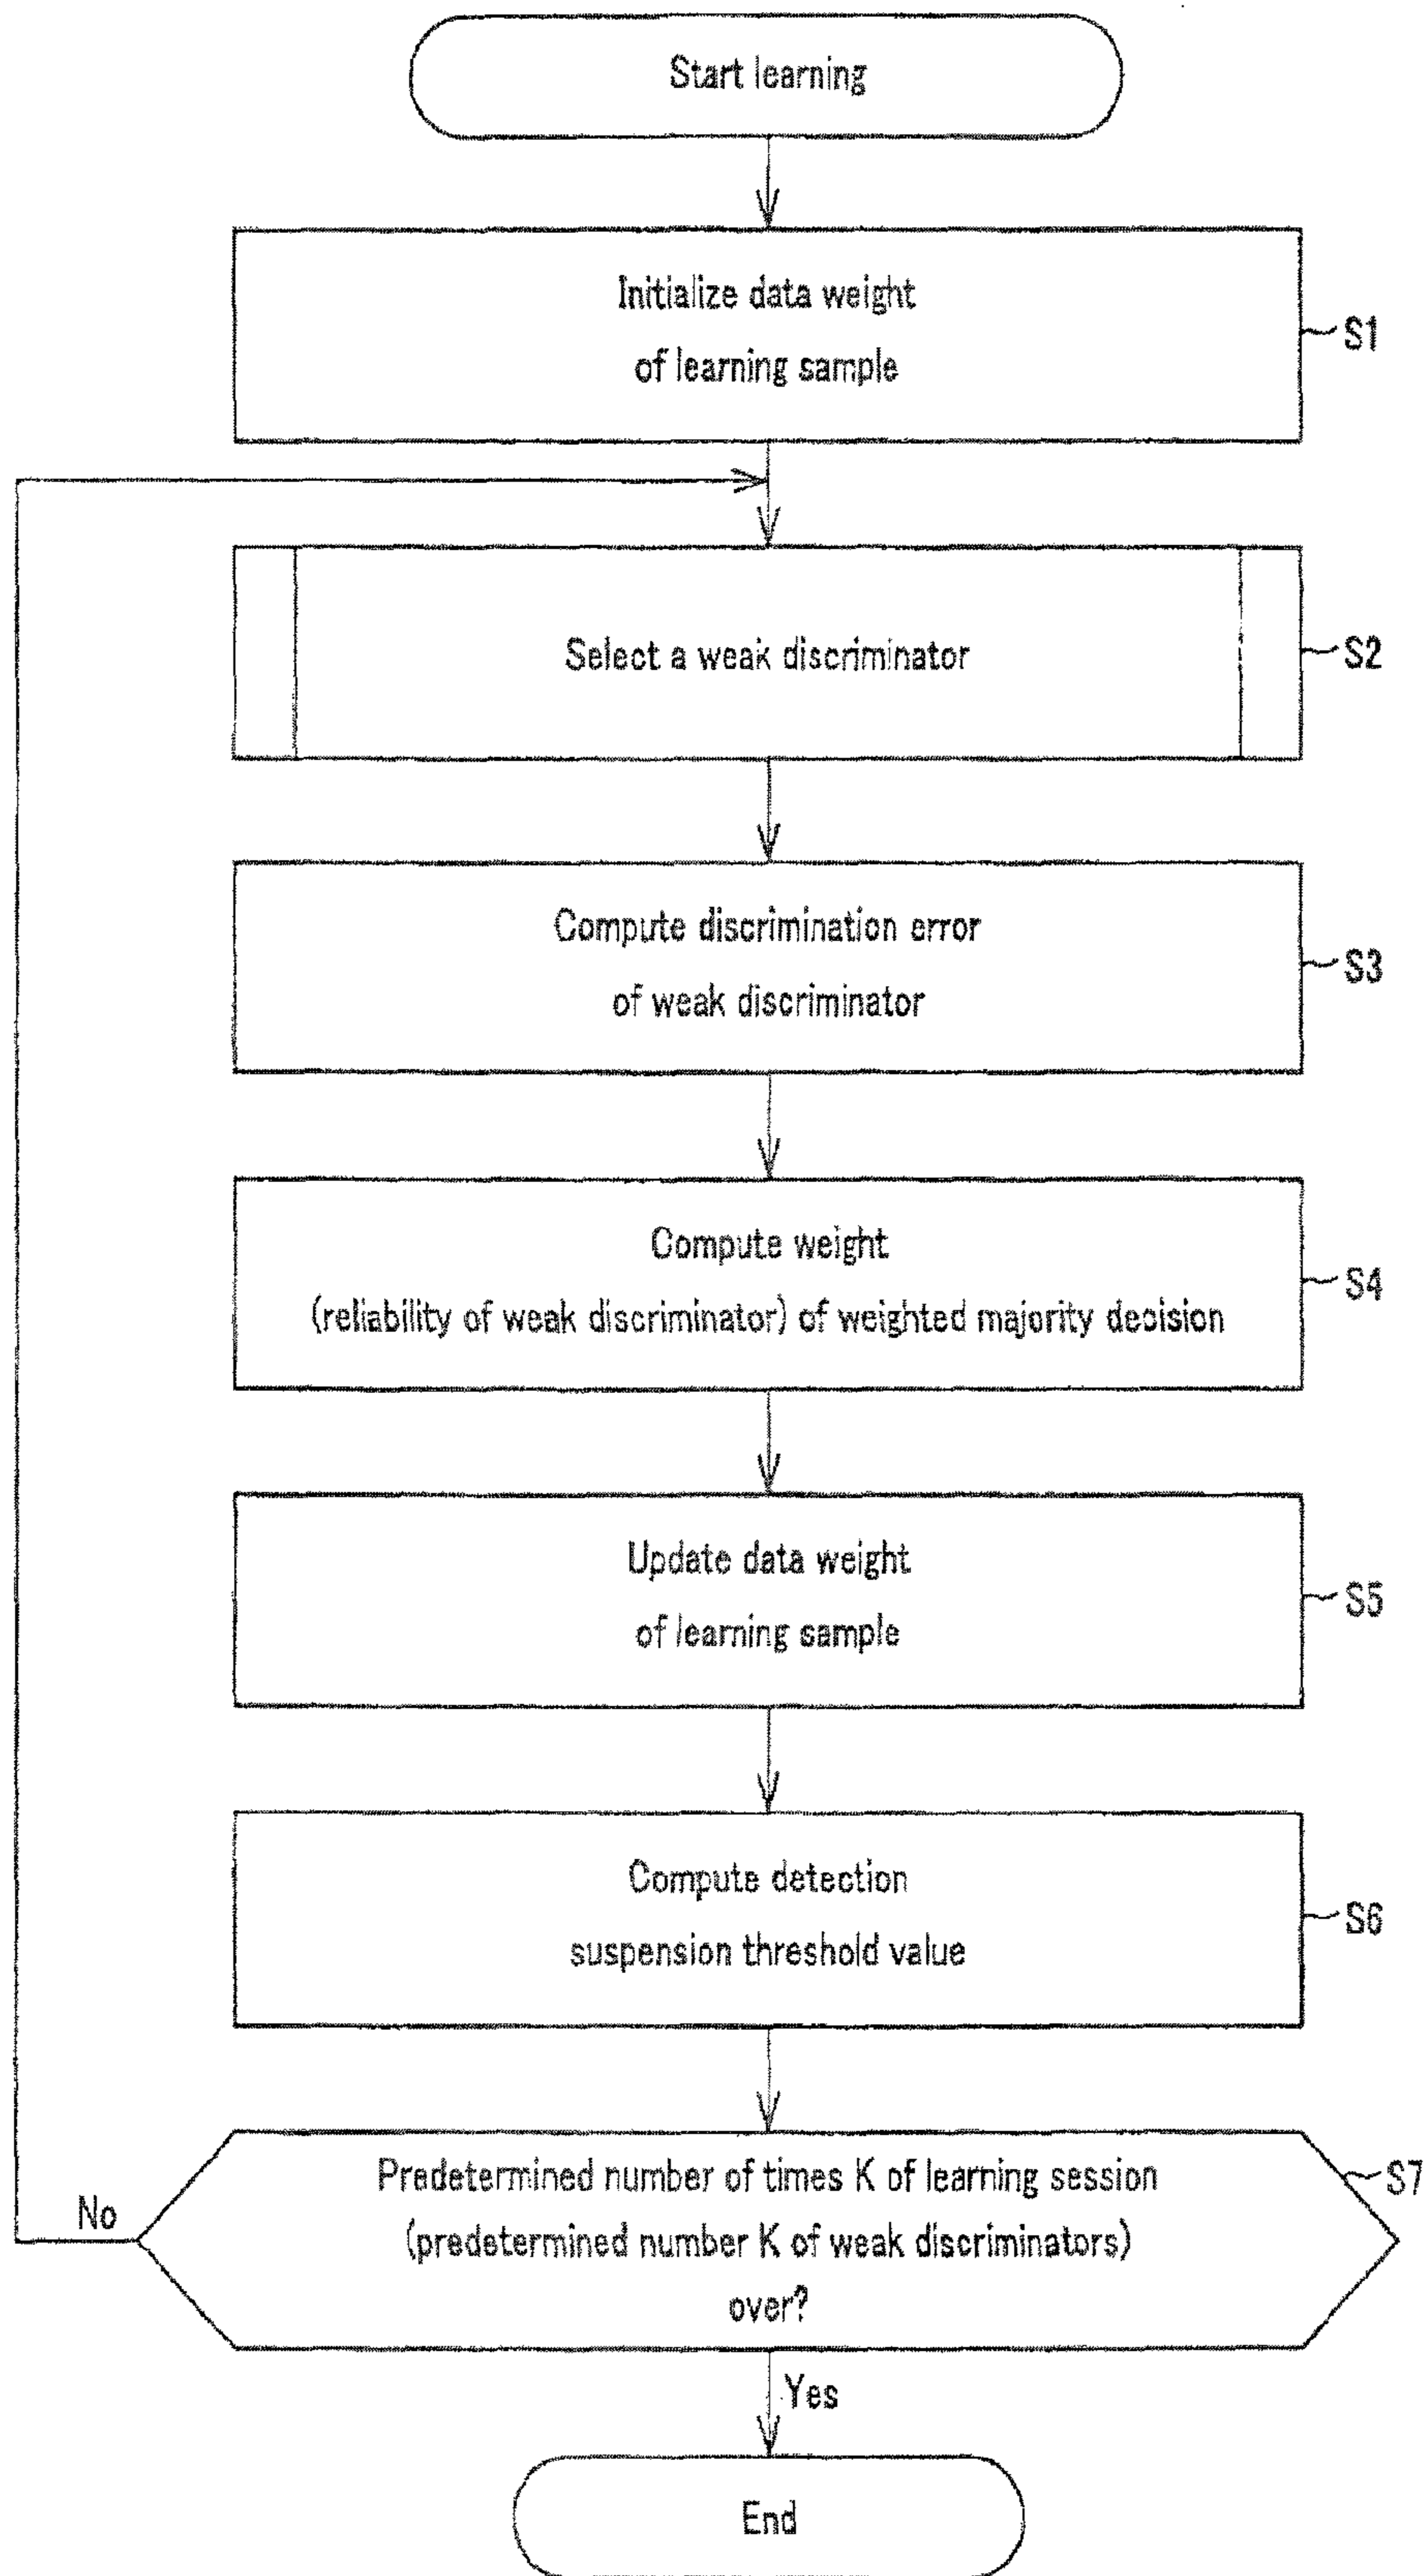 Start learning
Initialize data weight
of learning sample
S1
Select a weak discriminator
S2
Compute discrimination error
of weak discriminator
S3
Compute weight
(reliability of weak discriminator) of weighted majority decision
S4
Update data weight
of learning sample
S5
Compute detection
suspension threshold value
S6
Predetermined number of times K of learning session
(predetermined number K of weak discriminators)
over?
S7
No
Yes
End